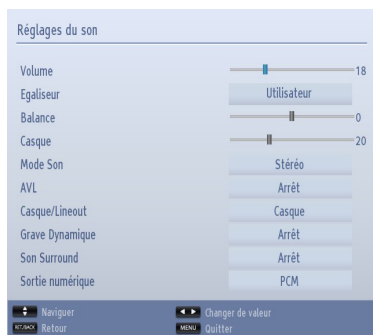 Réglages du son
Volume 18
Egaliseur Utilisateur
Balance 0
Casque 20
Mode Son Stéréo
AVL Arrêt
Casque/Lineout Casque
Grave Dynamique Arrêt
Son Surround Arrêt
Sortie numérique PCM
Naviguer Changer de valeur
RET./BACK Retour MENU Quitter